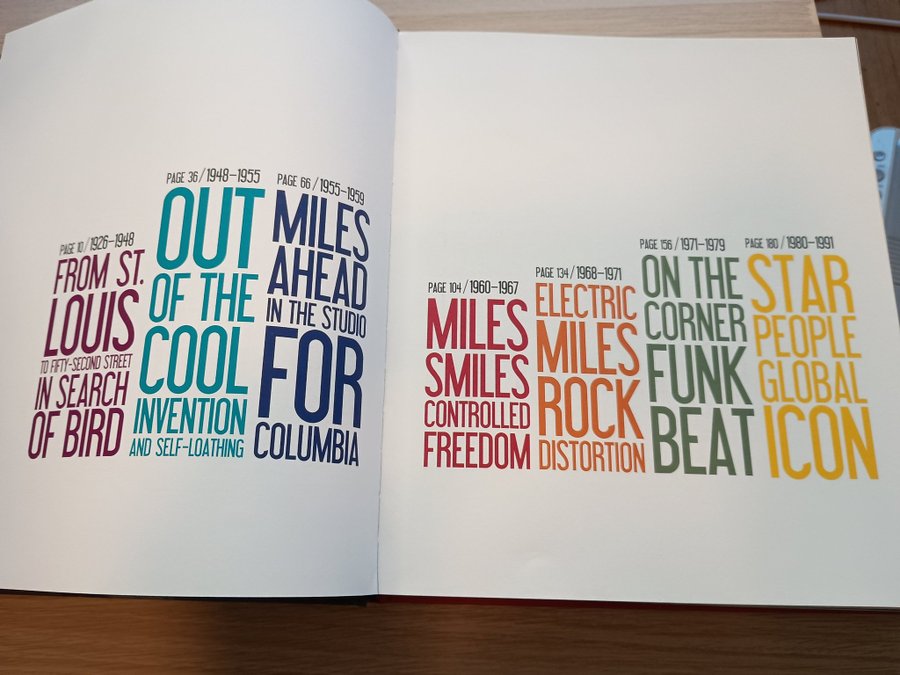 PAGE 10 / 1926–1948
FROM ST.
LOUIS
TO FIFTY-SECOND STREET
IN SEARCH
OF BIRD
PAGE 36 / 1948–1955
OUT
OF THE
COOL
INVENTION
AND SELF-LOATHING
PAGE 66 / 1955–1959
MILES
AHEAD
IN THE STUDIO
FOR
COLUMBIA
PAGE 104 / 1960–1967
MILES
SMILES
CONTROLLED
FREEDOM
PAGE 134 / 1968–1971
ELECTRIC
MILES
ROCK
DISTORTION
PAGE 156 / 1971–1979
ON THE
CORNER
FUNK
BEAT
PAGE 180 / 1980–1991
STAR
PEOPLE
GLOBAL
ICON